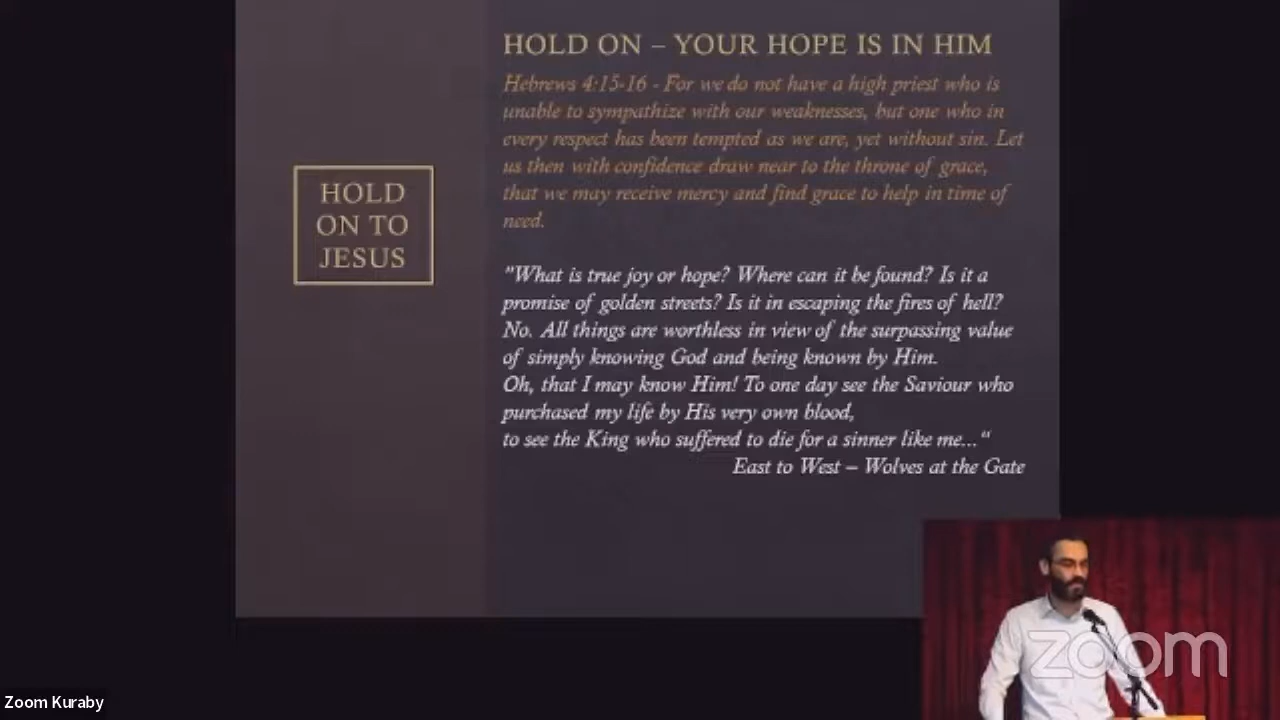 HOLD ON – YOUR HOPE IS IN HIM
Hebrews 4:15-16 - For we do not have a high priest who is
unable to sympathize with our weaknesses, but one who in
every respect has been tempted as we are, yet without sin. Let
us then with confidence draw near to the throne of grace,
that we may receive mercy and find grace to help in time of
need.
HOLD
ON TO
JESUS
"What is true joy or hope? Where can it be found? Is it a
promise of golden streets? Is it in escaping the fires of hell?
No. All things are worthless in view of the surpassing value
of simply knowing God and being known by Him.
Oh, that I may know Him! To one day see the Saviour who
purchased my life by His very own blood,
to see the King who suffered to die for a sinner like me..."
East to West – Wolves at the Gate
zoom
Zoom Kuraby